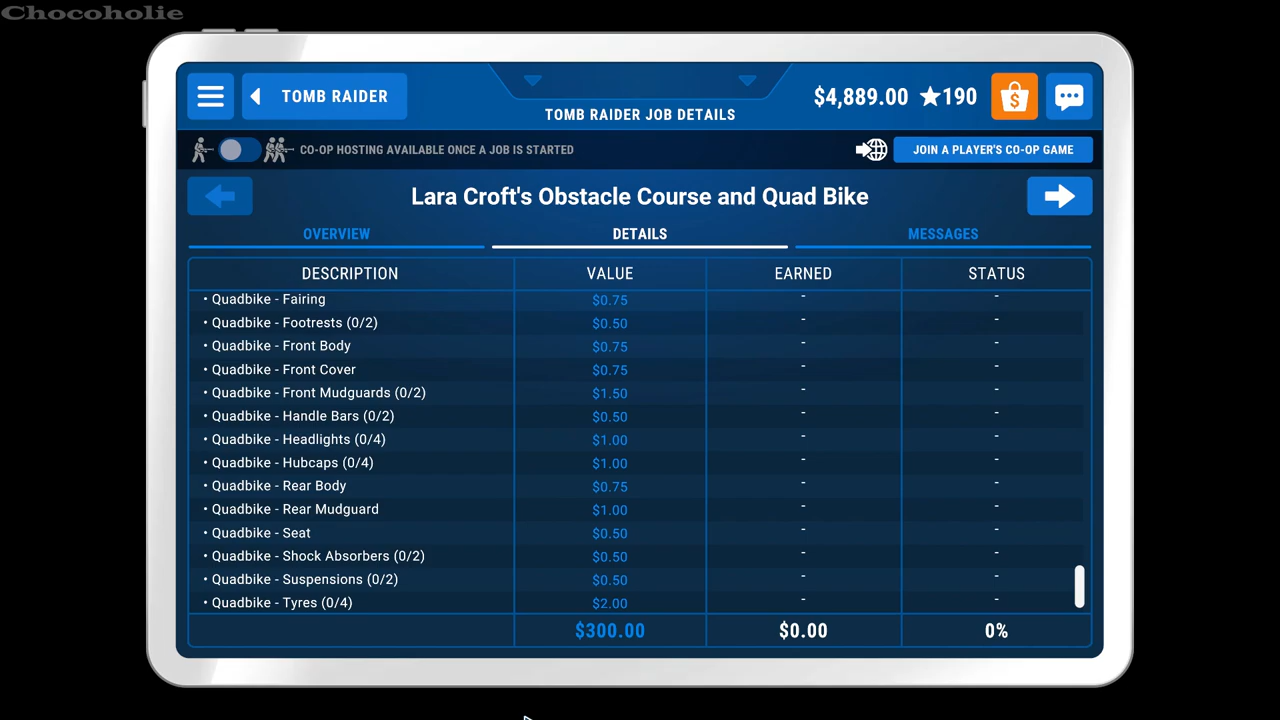 Chocoholie
TOMB RAIDER
TOMB RAIDER JOB DETAILS
$4,889.00 ★190
CO-OP HOSTING AVAILABLE ONCE A JOB IS STARTED
JOIN A PLAYER'S CO-OP GAME
Lara Croft's Obstacle Course and Quad Bike
OVERVIEW DETAILS MESSAGES
DESCRIPTION VALUE EARNED STATUS
• Quadbike - Fairing $0.75 - -
• Quadbike - Footrests (0/2) $0.50 - -
• Quadbike - Front Body $0.75 - -
• Quadbike - Front Cover $0.75 - -
• Quadbike - Front Mudguards (0/2) $1.50 - -
• Quadbike - Handle Bars (0/2) $0.50 - -
• Quadbike - Headlights (0/4) $1.00 - -
• Quadbike - Hubcaps (0/4) $1.00 - -
• Quadbike - Rear Body $0.75 - -
• Quadbike - Rear Mudguard $1.00 - -
• Quadbike - Seat $0.50 - -
• Quadbike - Shock Absorbers (0/2) $0.50 - -
• Quadbike - Suspensions (0/2) $0.50 - -
• Quadbike - Tyres (0/4) $2.00 - -
$300.00 $0.00 0%